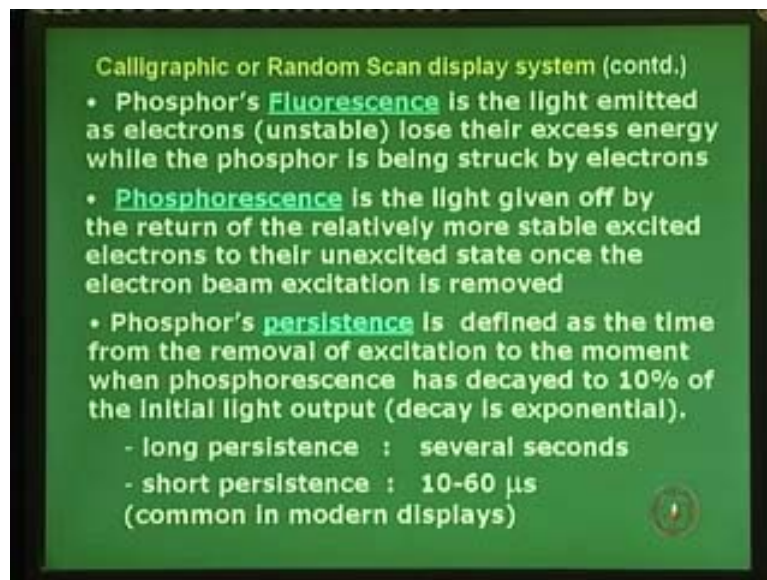 Calligraphic or Random Scan display system (contd.)
• Phosphor's Fluorescence is the light emitted
as electrons (unstable) lose their excess energy
while the phosphor is being struck by electrons
• Phosphorescence is the light given off by
the return of the relatively more stable excited
electrons to their unexcited state once the
electron beam excitation is removed
• Phosphor's persistence is defined as the time
from the removal of excitation to the moment
when phosphorescence has decayed to 10% of
the initial light output (decay is exponential).
- long persistence : several seconds
- short persistence : 10-60 μs
(common in modern displays)